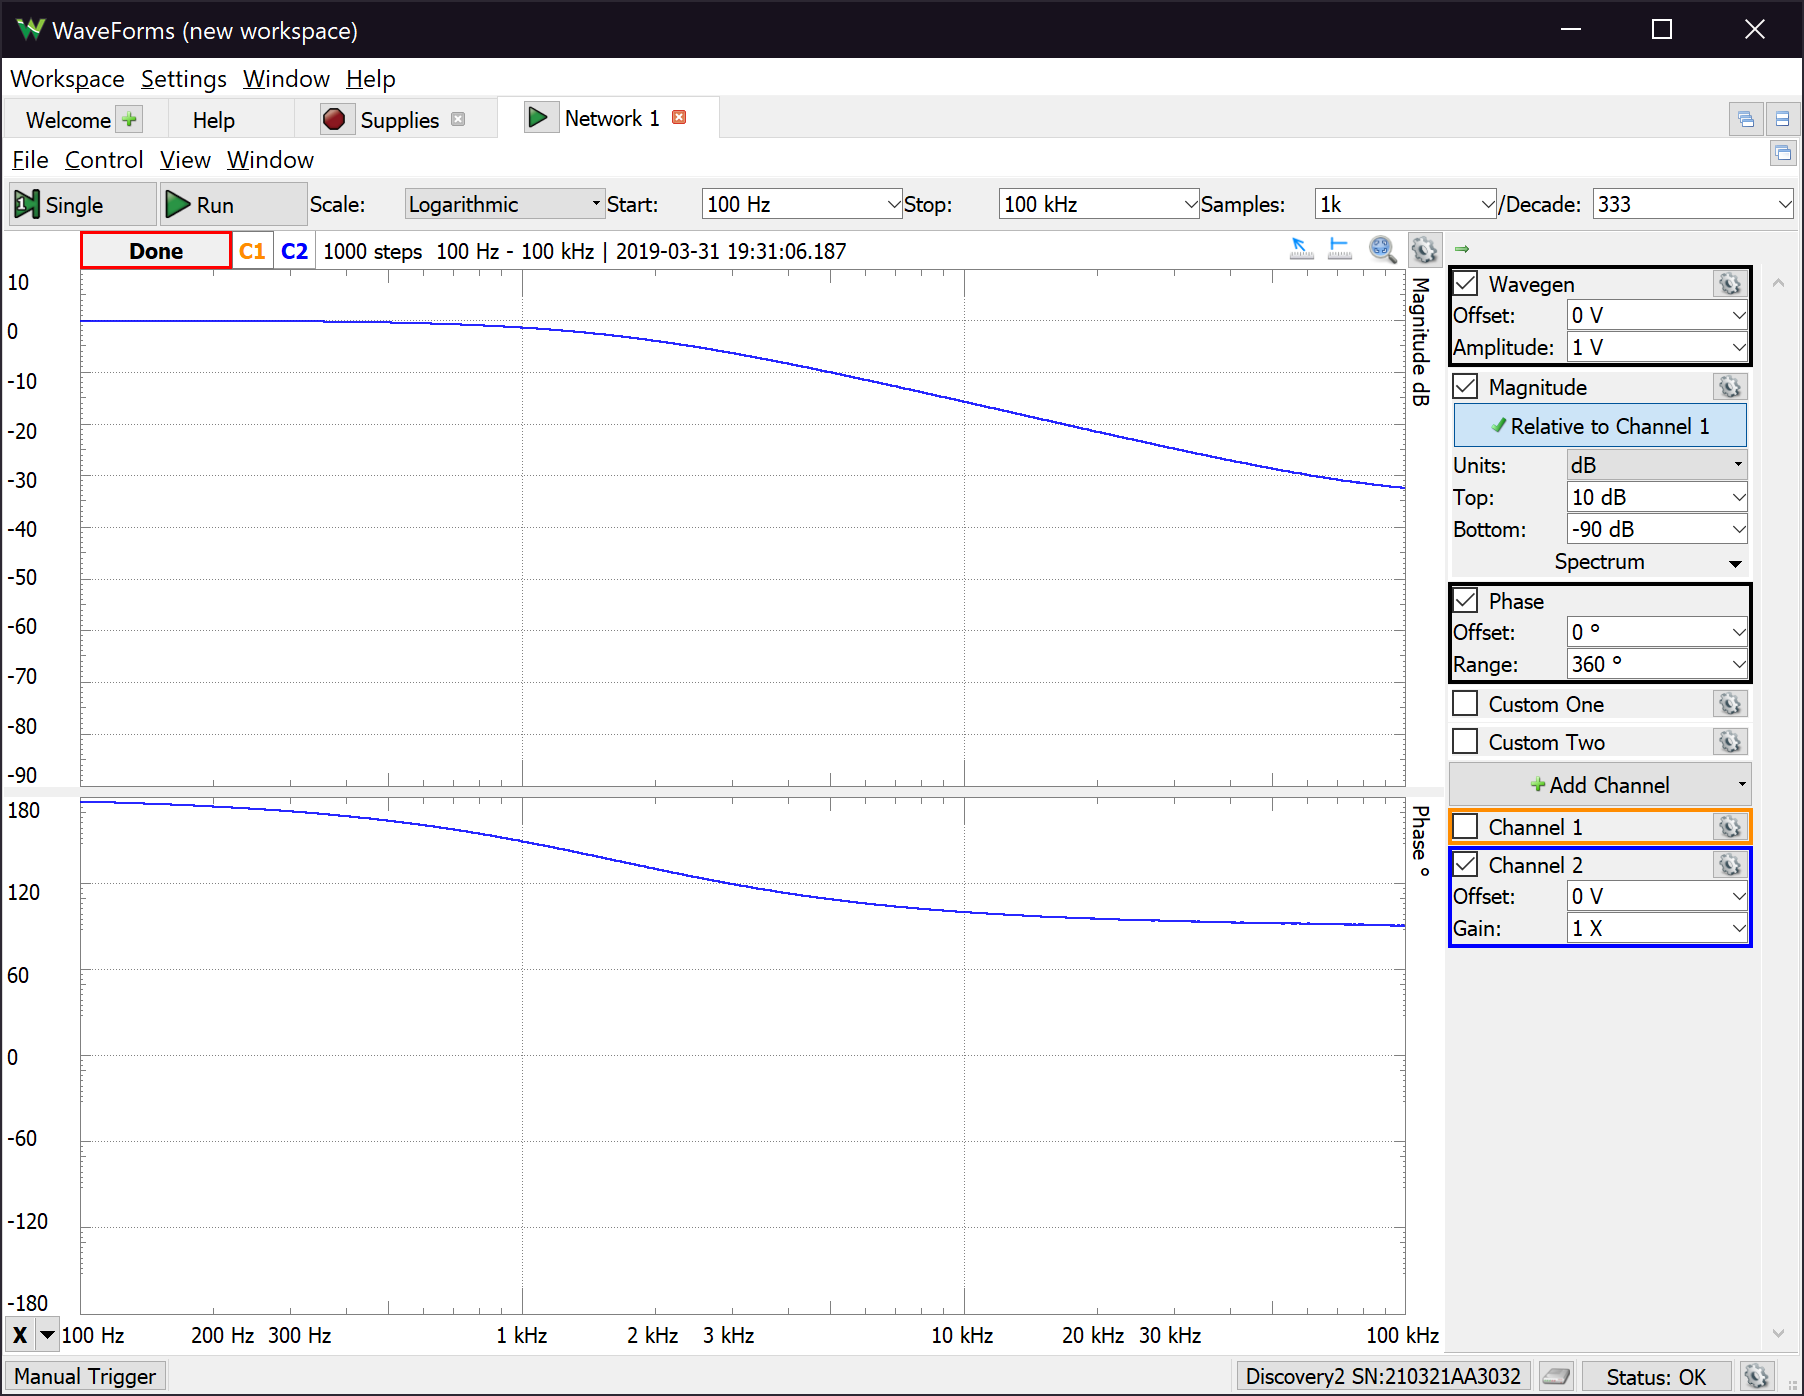 WaveForms (new workspace)
Workspace Settings Window Help
Welcome Help Supplies Network 1
File Control View Window
1 Single Run Scale: Logarithmic Start: 100 Hz Stop: 100 kHz Samples: 1k /Decade: 333
Done C1 C2 1000 steps 100 Hz - 100 kHz | 2019-03-31 19:31:06.187
10
0
-10
-20
-30
-40
-50
-60
-70
-80
-90
Magnitude dB
180
120
60
0
-60
-120
-180
Phase °
X 100 Hz 200 Hz 300 Hz 1 kHz 2 kHz 3 kHz 10 kHz 20 kHz 30 kHz 100 kHz
Wavegen
Offset: 0 V
Amplitude: 1 V
Magnitude
Relative to Channel 1
Units: dB
Top: 10 dB
Bottom: -90 dB
Spectrum
Phase
Offset: 0 °
Range: 360 °
Custom One
Custom Two
Add Channel
Channel 1
Channel 2
Offset: 0 V
Gain: 1 X
Manual Trigger Discovery2 SN:210321AA3032 Status: OK